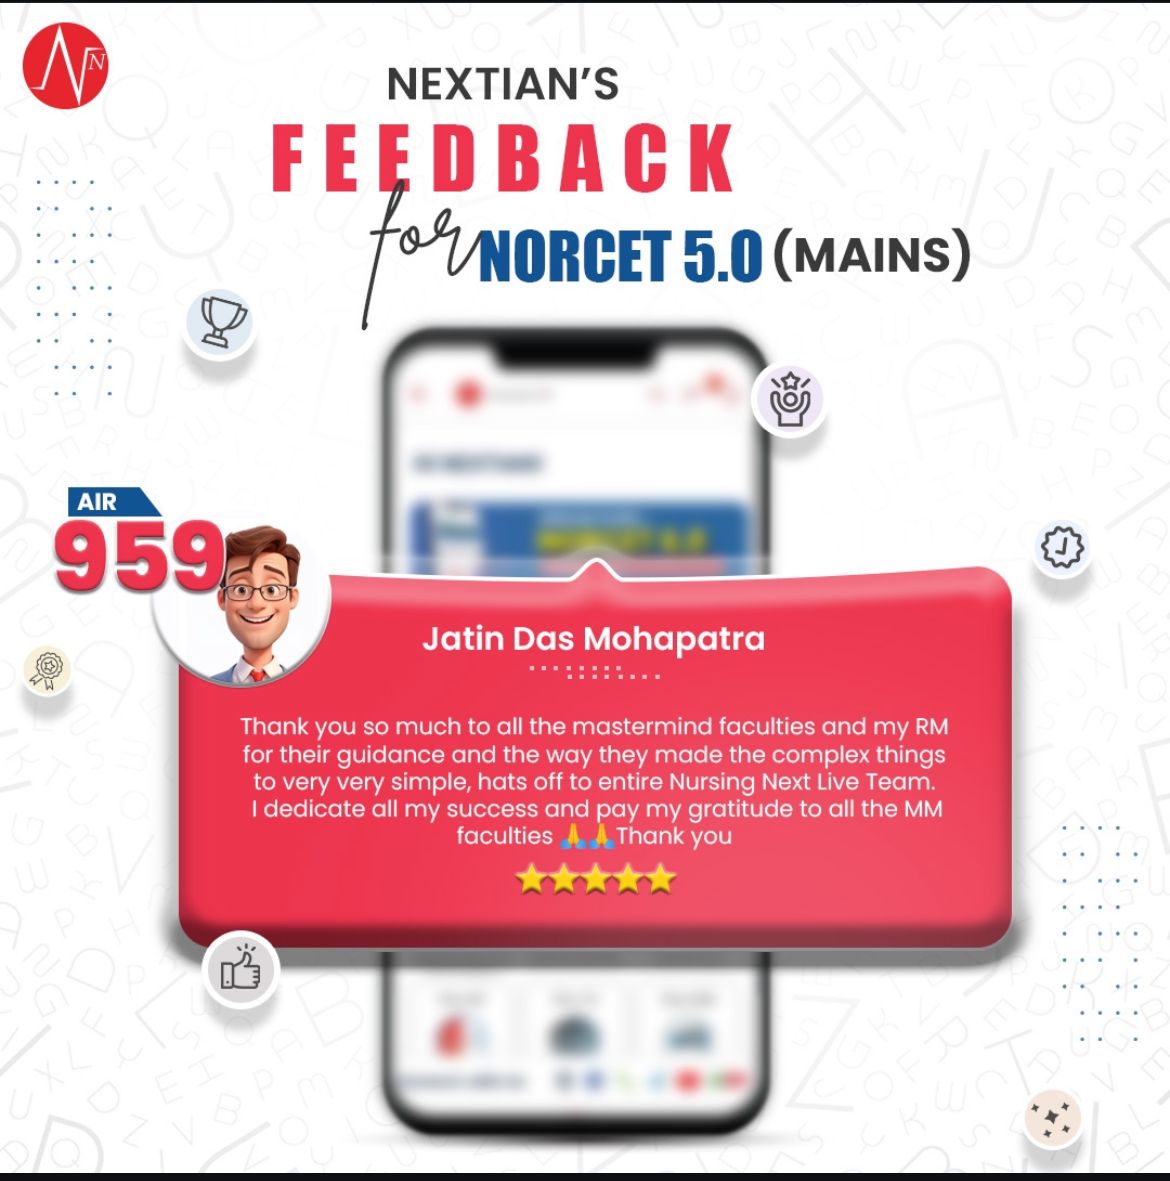 NN
NEXTIAN'S
FEEDBACK
for NORCET 5.0 (MAINS)
AIR
959
Jatin Das Mohapatra
Thank you so much to all the mastermind faculties and my RM
for their guidance and the way they made the complex things
to very very simple, hats off to entire Nursing Next Live Team.
I dedicate all my success and pay my gratitude to all the MM
faculties 🙏🙏Thank you